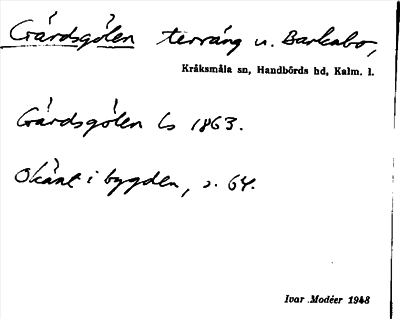 Gårdsgölen terräng u. Barkabo,
Kråksmåla sn, Handbörds hd, Kalm. l.
Gårdsgölen Ls 1863.
Okänt i bygden, s. 64.
Ivar Modéer 1948